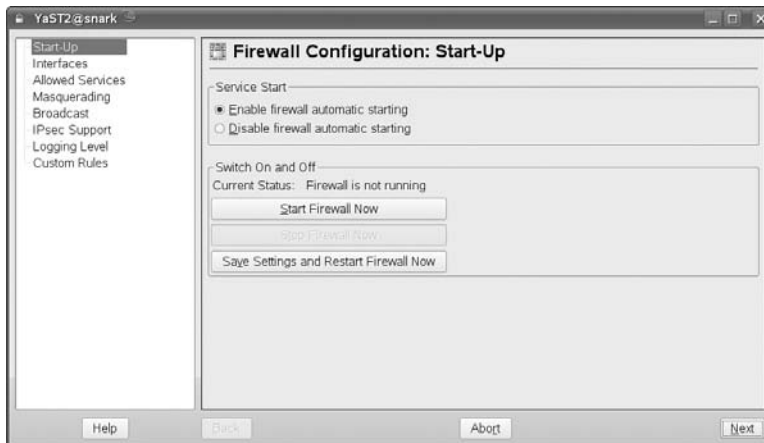 YaST2@snark
Start-Up
Interfaces
Allowed Services
Masquerading
Broadcast
IPsec Support
Logging Level
Custom Rules
Firewall Configuration: Start-Up
Service Start
Enable firewall automatic starting
Disable firewall automatic starting
Switch On and Off
Current Status: Firewall is not running
Start Firewall Now
Stop Firewall Now
Save Settings and Restart Firewall Now
Help
Back
Abort
Next